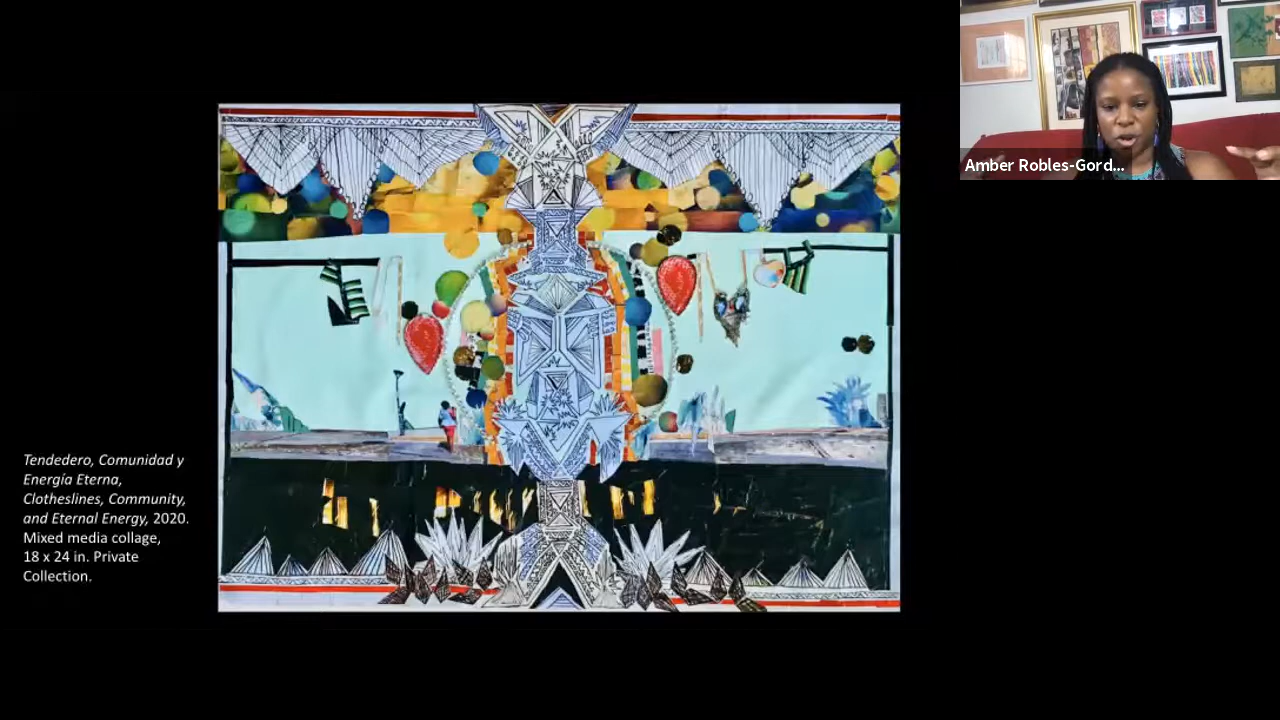 Amber Robles-Gord...
Tendedero, Comunidad y
Energía Eterna,
Clotheslines, Community,
and Eternal Energy, 2020.
Mixed media collage,
18 x 24 in. Private
Collection.